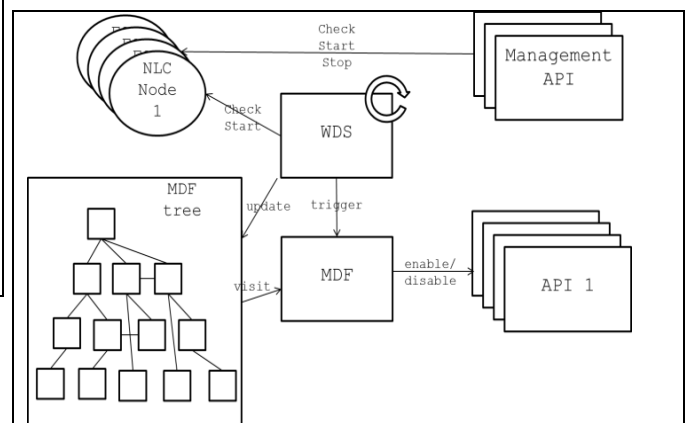 Check
Start
Stop
Management
API
NLC
Node
1
Check
Start
WDS
MDF
tree
update
trigger
MDF
visit
enable/
disable
API 1